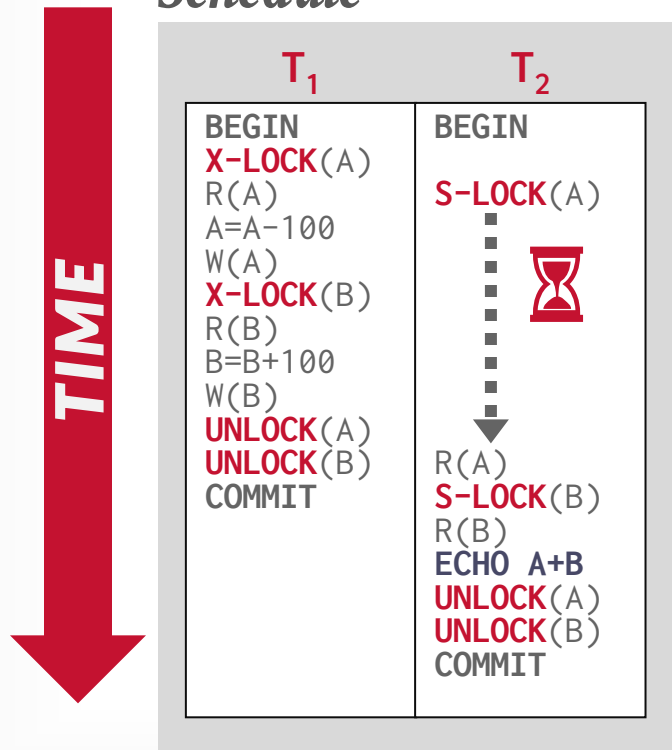 Schedule
TIME
T₁
BEGIN
X-LOCK(A)
R(A)
A=A-100
W(A)
X-LOCK(B)
R(B)
B=B+100
W(B)
UNLOCK(A)
UNLOCK(B)
COMMIT
T₂
BEGIN
S-LOCK(A)
R(A)
S-LOCK(B)
R(B)
ECHO A+B
UNLOCK(A)
UNLOCK(B)
COMMIT